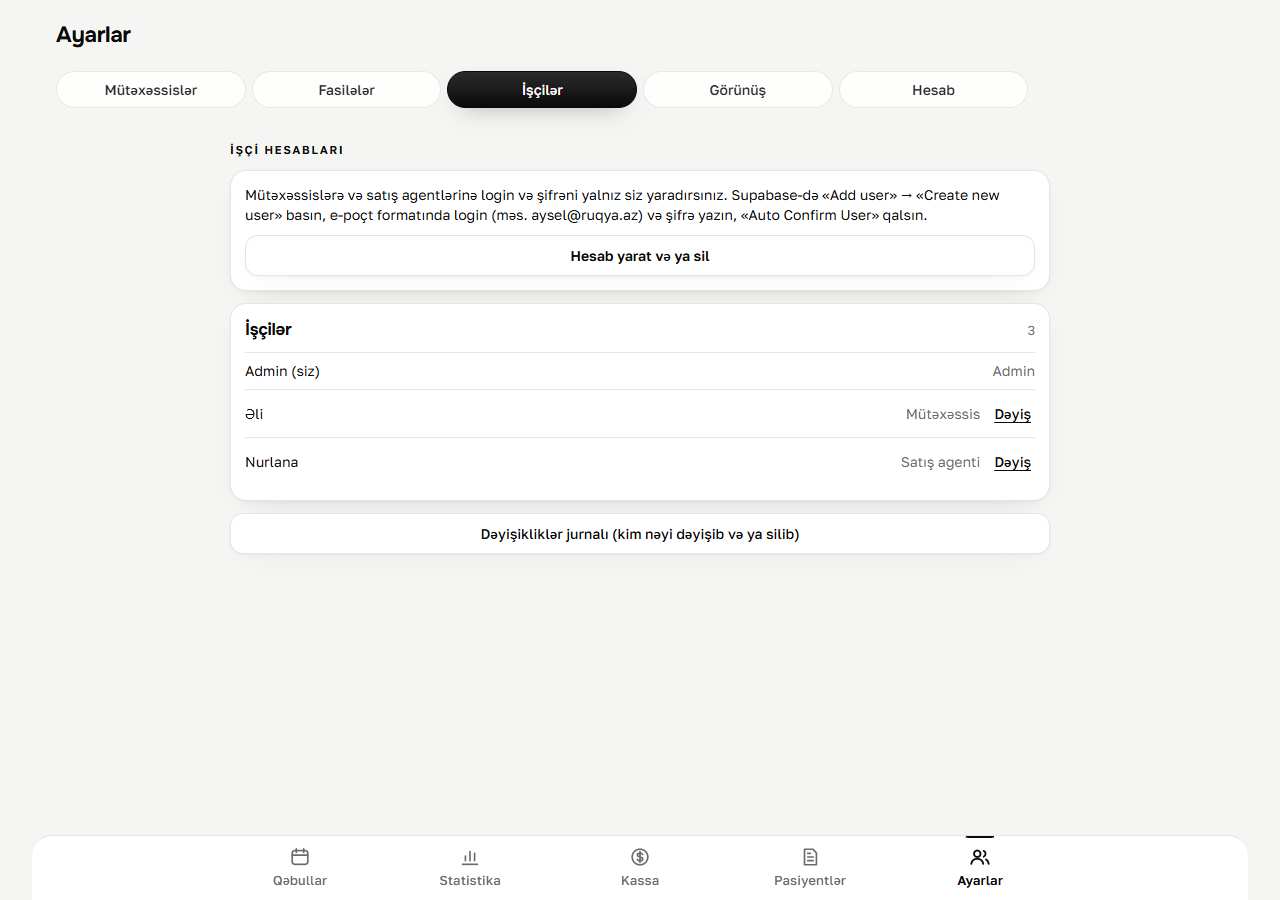 Ayarlar
Mütəxəssislər
Fasilələr
İşçilər
Görünüş
Hesab
İŞÇİ HESABLARI
Mütəxəssislərə və satış agentlərinə login və şifrəni yalnız siz yaradırsınız. Supabase-də «Add user» → «Create new
user» basın, e-poçt formatında login (məs. aysel@ruqya.az) və şifrə yazın, «Auto Confirm User» qalsın.
Hesab yarat və ya sil
İşçilər 3
Admin (siz) Admin
Əli Mütəxəssis Dəyiş
Nurlana Satış agenti Dəyiş
Dəyişikliklər jurnalı (kim nəyi dəyişib və ya silib)
Qəbullar
Statistika
Kassa
Pasiyentlər
Ayarlar